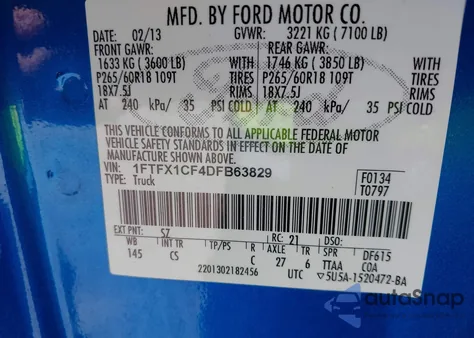 MFD. BY FORD MOTOR CO.
DATE: 02/13 GVWR: 3221 KG ( 7100 LB)
FRONT GAWR: REAR GAWR:
1633 KG ( 3600 LB) WITH 1746 KG ( 3850 LB) WITH
P265/60R18 109T TIRES P265/60R18 109T TIRES
18X7.5J RIMS 18X7.5J RIMS
AT 240 kPa/ 35 PSI COLD AT 240 kPa/ 35 PSI COLD
THIS VEHICLE CONFORMS TO ALL APPLICABLE FEDERAL MOTOR
VEHICLE SAFETY STANDARDS IN EFFECT ON THE DATE OF
MANUFACTURE SHOWN ABOVE.
VIN: 1FTFX1CF4DFB63829 F0134
TYPE: Truck T0797
EXT PNT: SZ RC: 21 DSO:
WB INT TR TP/PS R AXLE TR SPR DF615
145 CS C 27 6 TTAA COA
2201302182456 UTC 5U5A-1520472-BA
autoSnap